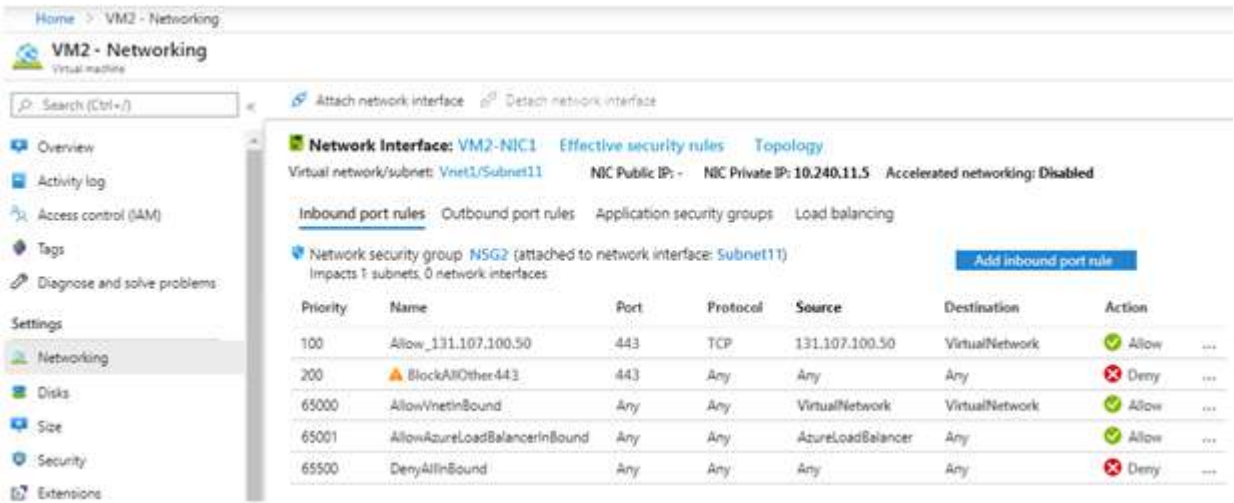 Home > VM2 - Networking
VM2 - Networking
Virtual machine
Search (Ctrl+/)
«
Attach network interface Detach network interface
Overview
Activity log
Access control (IAM)
Tags
Diagnose and solve problems
Settings
Networking
Disks
Size
Security
Extensions
Network Interface: VM2-NIC1 Effective security rules Topology
Virtual network/subnet: Vnet1/Subnet11 NIC Public IP: - NIC Private IP: 10.240.11.5 Accelerated networking: Disabled
Inbound port rules Outbound port rules Application security groups Load balancing
Network security group NSG2 (attached to network interface: Subnet11)
Impacts 1 subnets, 0 network interfaces
Add inbound port rule
Priority Name Port Protocol Source Destination Action
100 Allow_131.107.100.50 443 TCP 131.107.100.50 VirtualNetwork Allow ...
200 BlockAllOther443 443 Any Any Any Deny ...
65000 AllowVnetInBound Any Any VirtualNetwork VirtualNetwork Allow ...
65001 AllowAzureLoadBalancerInBound Any Any AzureLoadBalancer Any Allow ...
65500 DenyAllInBound Any Any Any Any Deny ...